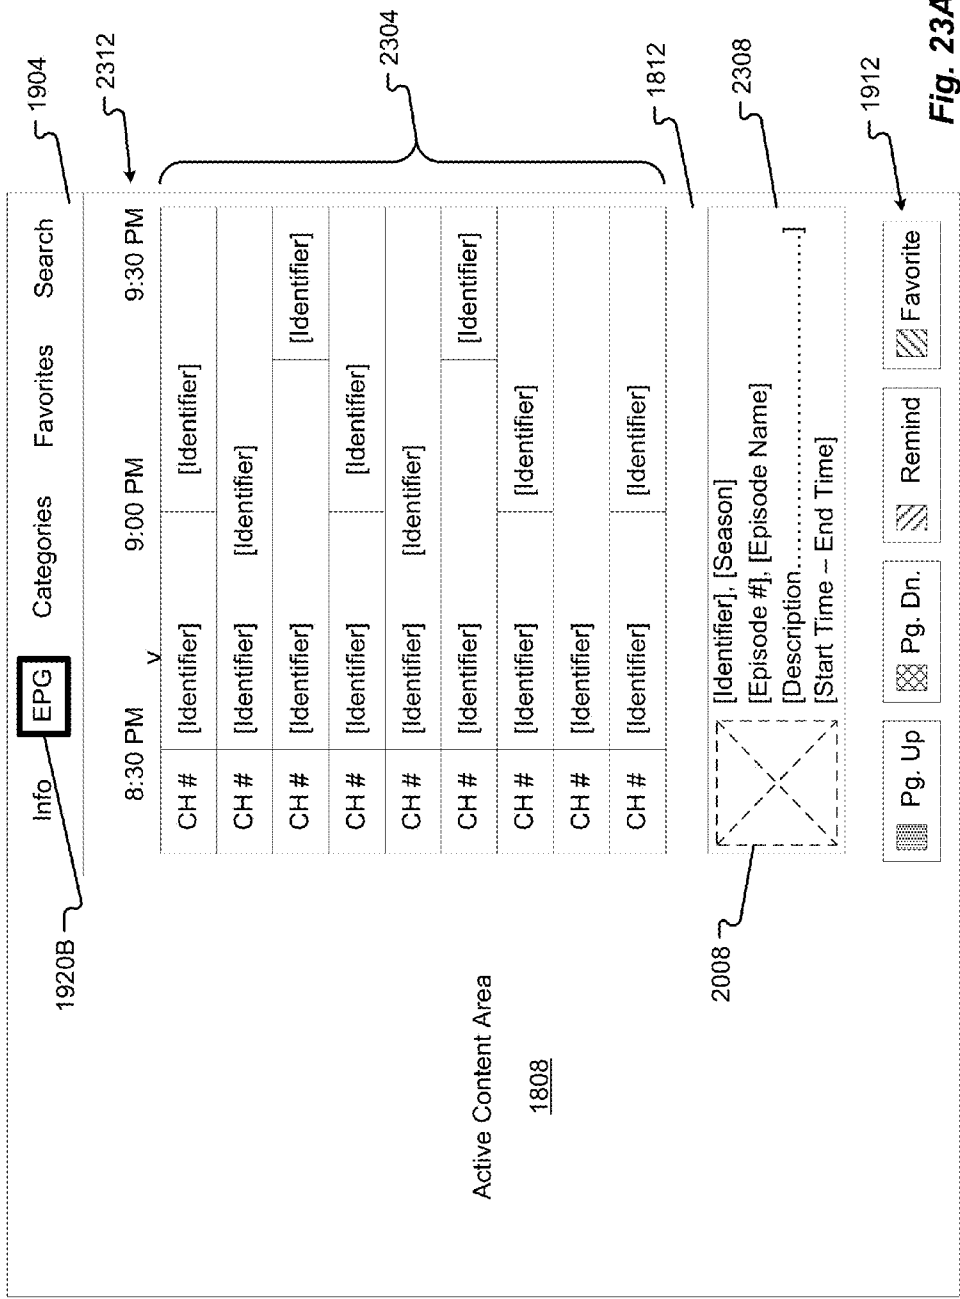 1904
Info EPG Categories Favorites Search
1920B
2312
8:30 PM 9:00 PM 9:30 PM
v
CH # [Identifier] [Identifier]
CH # [Identifier] [Identifier]
CH # [Identifier] [Identifier]
CH # [Identifier] [Identifier]
2304
CH # [Identifier] [Identifier]
CH # [Identifier] [Identifier]
CH # [Identifier] [Identifier]
CH # [Identifier]
CH # [Identifier] [Identifier]
Active Content Area
1808
1812
2008
[Identifier], [Season]
[Episode #], [Episode Name]
2308
[Description..........................................]
[Start Time – End Time]
1912
Pg. Up Pg. Dn. Remind Favorite
Fig. 23A